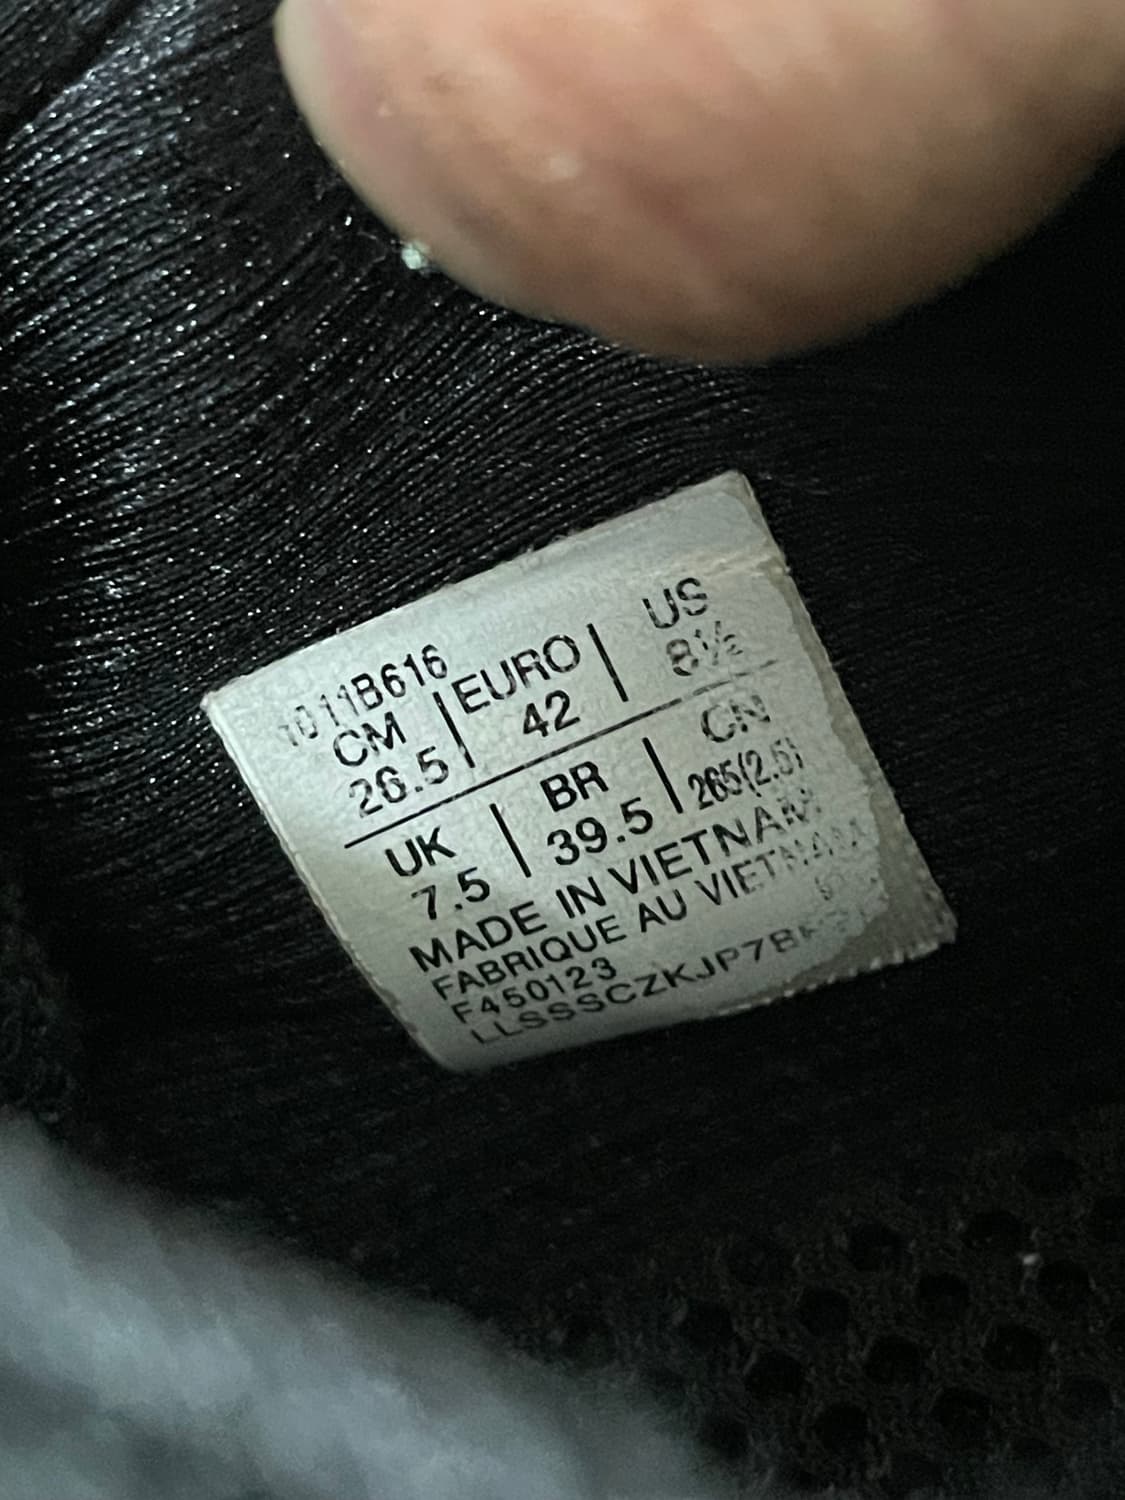 1011B616
CM | EURO | US
26.5 | 42 | 8½
UK | BR | CN
7.5 | 39.5 | 265(2.5)
MADE IN VIETNAM
FABRIQUE AU VIETNAM
F450123